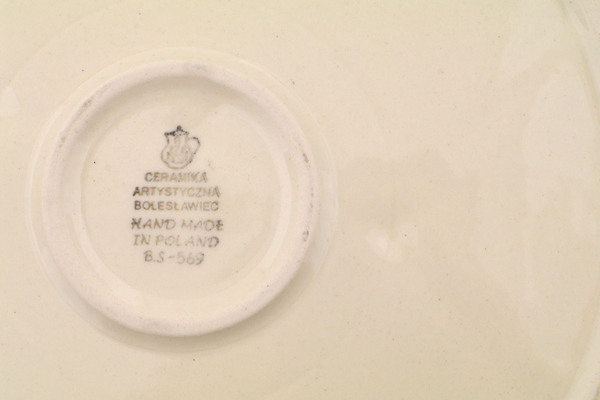 CERAMIKA
ARTYSTYCZNA
BOLESŁAWIEC
HAND MADE
IN POLAND
B.S-569